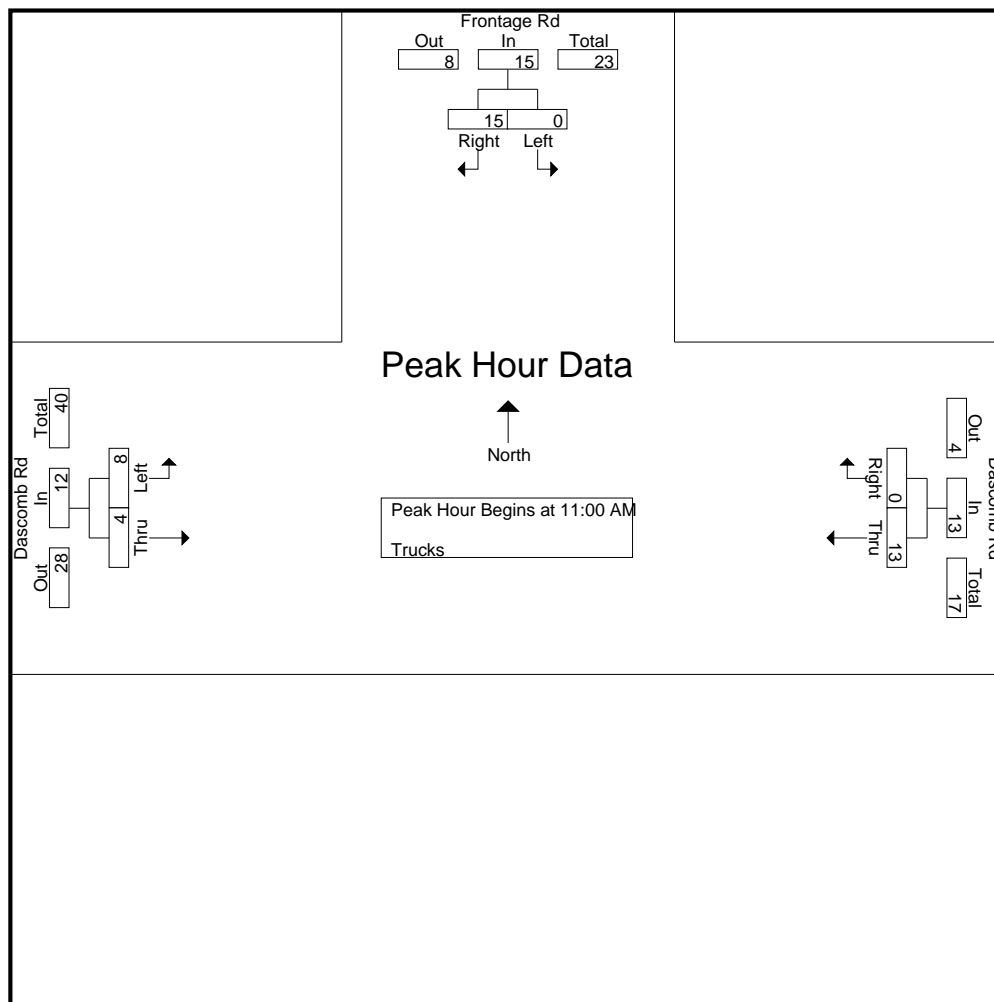 Frontage Rd
Out In Total
8 15 23
15 0
Right Left
Peak Hour Data
North
Peak Hour Begins at 11:00 AM
Trucks
Dascomb Rd
Out In Total
28 12 40
8 4
Left Thru
Dascomb Rd
Out In Total
4 13 17
0 13
Right Thru